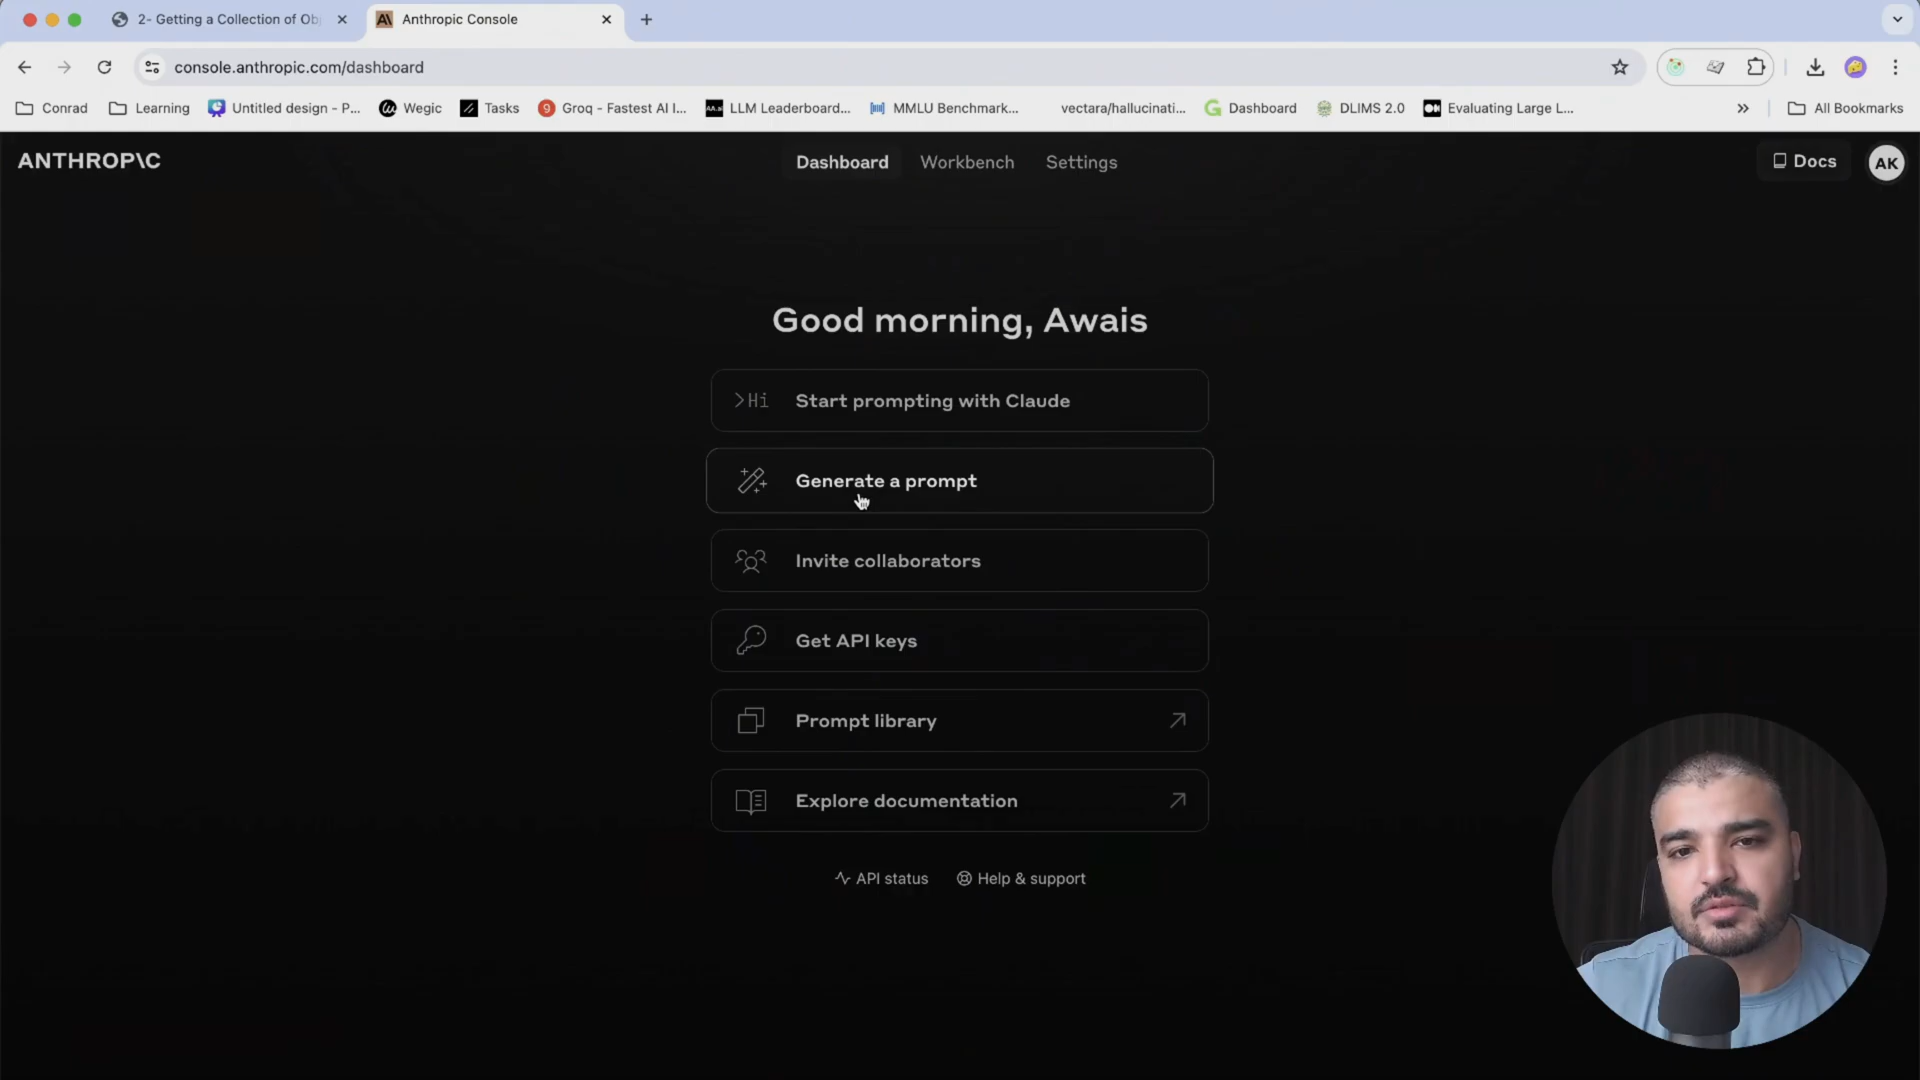 2- Getting a Collection of Ob
Anthropic Console
console.anthropic.com/dashboard
Conrad
Learning
Untitled design - P...
Wegic
Tasks
Groq - Fastest AI I...
LLM Leaderboard...
MMLU Benchmark...
vectara/hallucinati...
Dashboard
DLIMS 2.0
Evaluating Large L...
All Bookmarks
ANTHROP\C
Dashboard
Workbench
Settings
Docs
AK
Good morning, Awais
>Hi Start prompting with Claude
Generate a prompt
Invite collaborators
Get API keys
Prompt library
Explore documentation
API status
Help & support